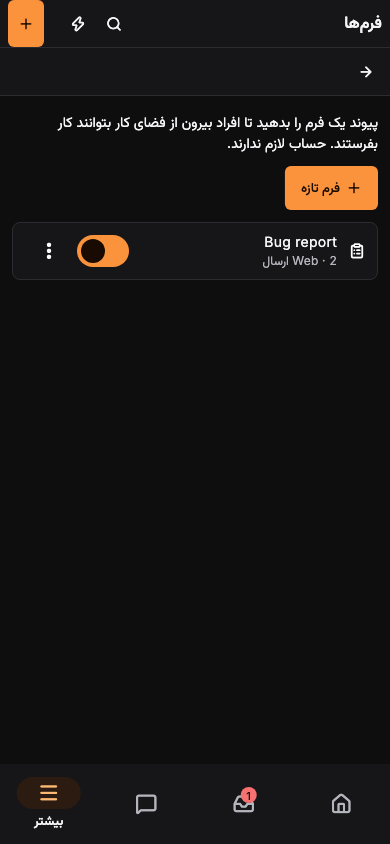 فرم‌ها
پیوند یک فرم را بدهید تا افراد بیرون از فضای کار بتوانند کار
بفرستند. حساب لازم ندارند.
فرم تازه
Bug report
Web · 2 ارسال
1
بیشتر